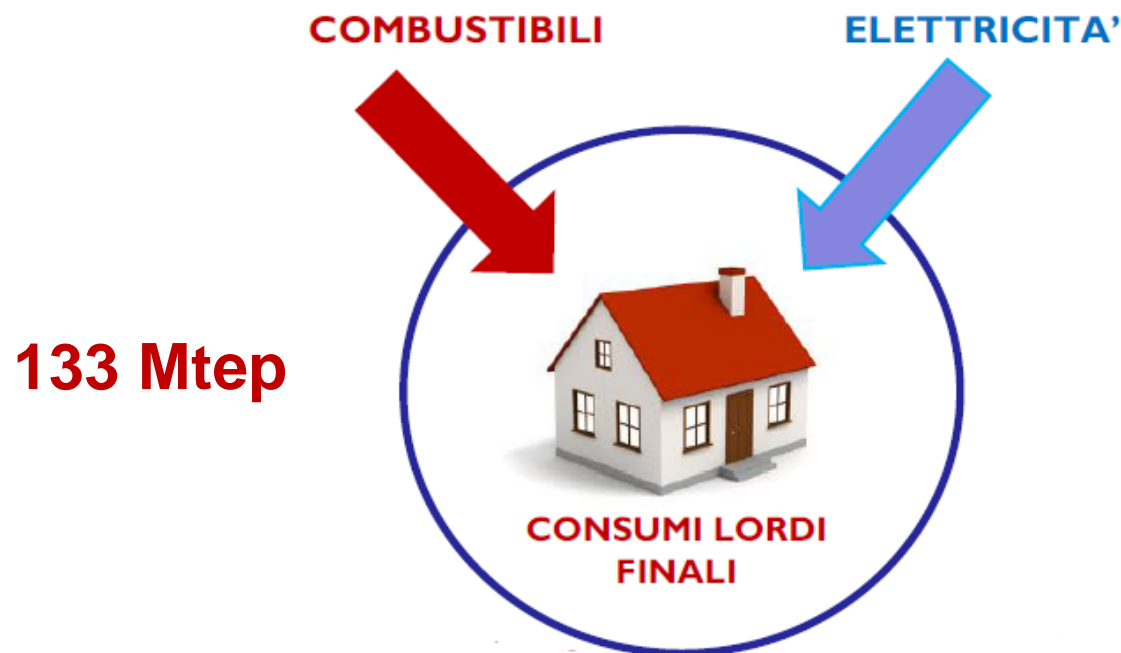 COMBUSTIBILI
ELETTRICITA’
133 Mtep
CONSUMI LORDI
FINALI